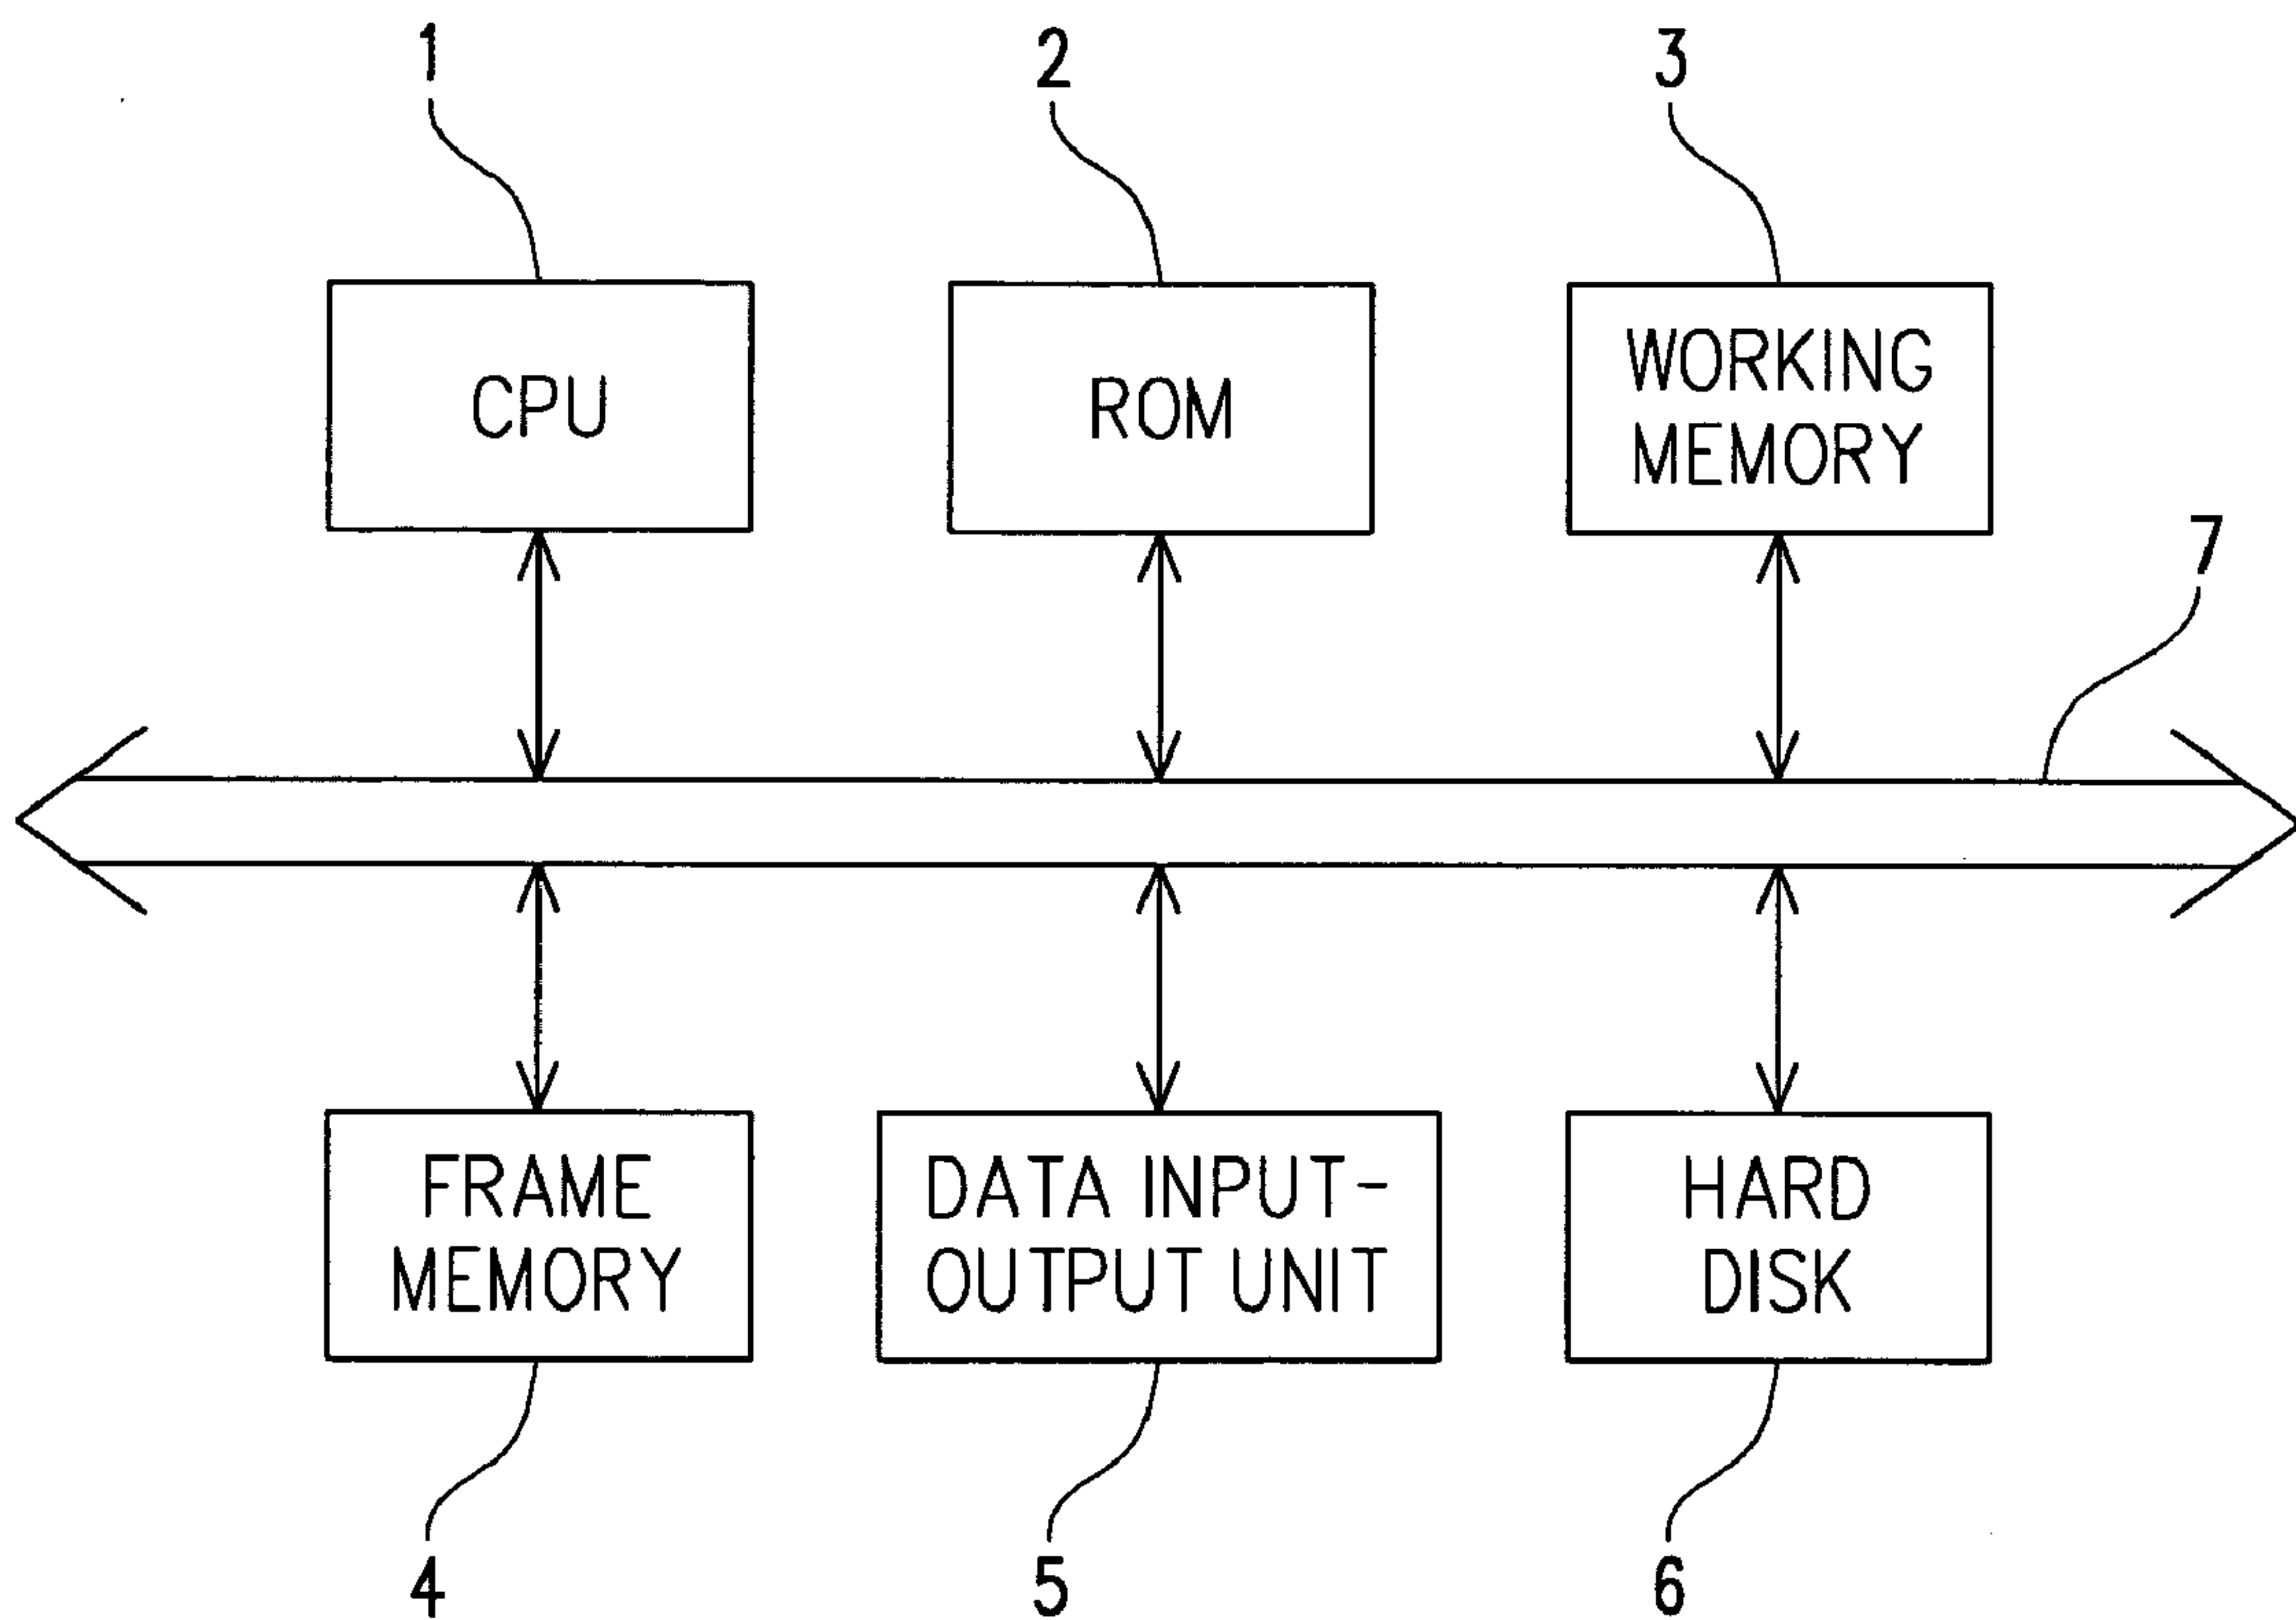 1
2
3
CPU
ROM
WORKING
MEMORY
7
FRAME
MEMORY
DATA INPUT-
OUTPUT UNIT
HARD
DISK
4
5
6